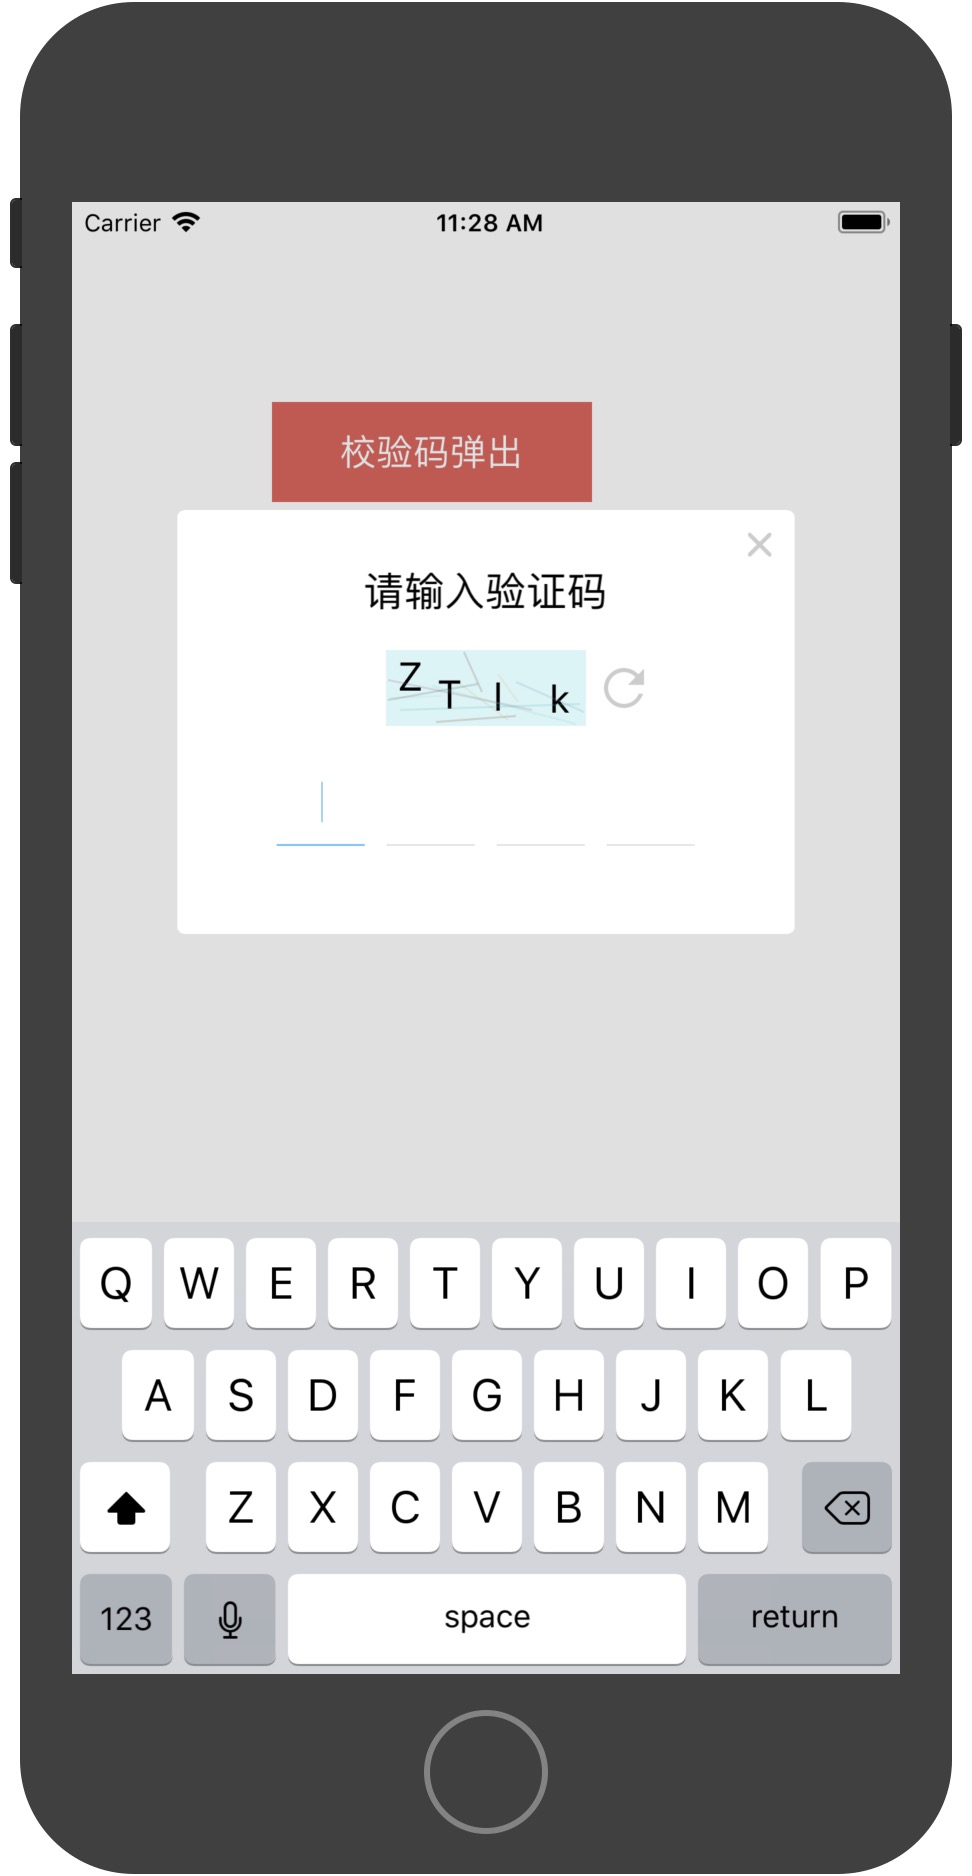 Carrier 11:28 AM
校验码弹出
请输入验证码
Z T l k
Q W E R T Y U I O P
A S D F G H J K L
Z X C V B N M
123 space return